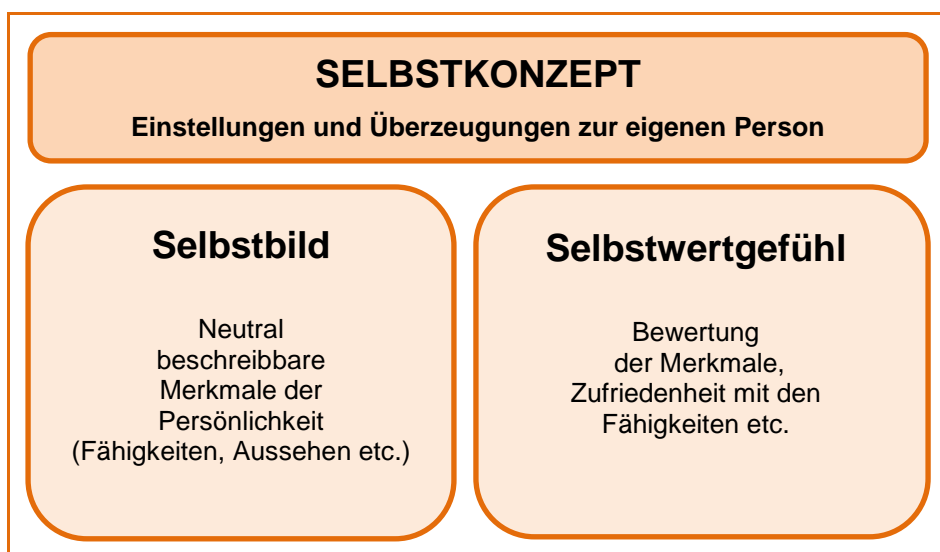 SELBSTKONZEPT
Einstellungen und Überzeugungen zur eigenen Person
Selbstbild
Neutral
beschreibbare
Merkmale der
Persönlichkeit
(Fähigkeiten, Aussehen etc.)
Selbstwertgefühl
Bewertung
der Merkmale,
Zufriedenheit mit den
Fähigkeiten etc.